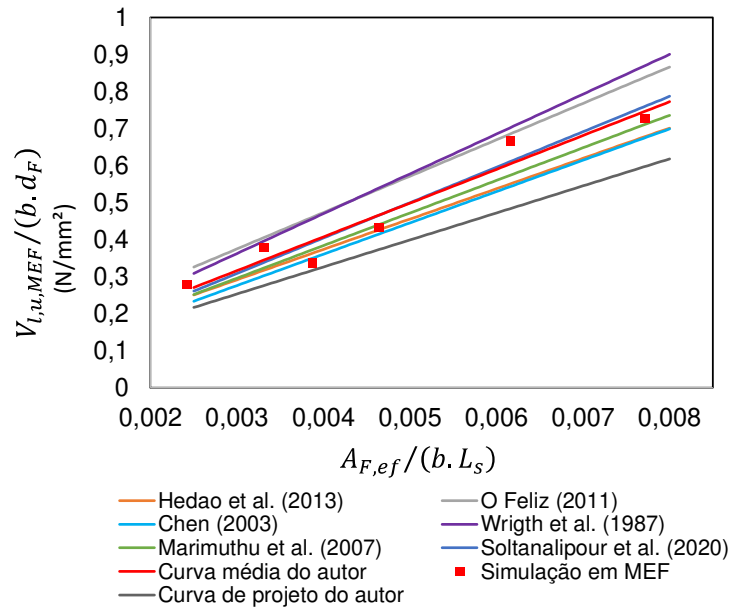 1
0,9
0,8
0,7
0,6
0,5
0,4
0,3
0,2
0,1
0
V_{l,u,MEF}/(b.d_F)
(N/mm²)
0,002 0,003 0,004 0,005 0,006 0,007 0,008
A_{F,ef}/(b.L_s)
Hedao et al. (2013) O Feliz (2011)
Chen (2003) Wrigth et al. (1987)
Marimuthu et al. (2007) Soltanalipour et al. (2020)
Curva média do autor Simulação em MEF
Curva de projeto do autor